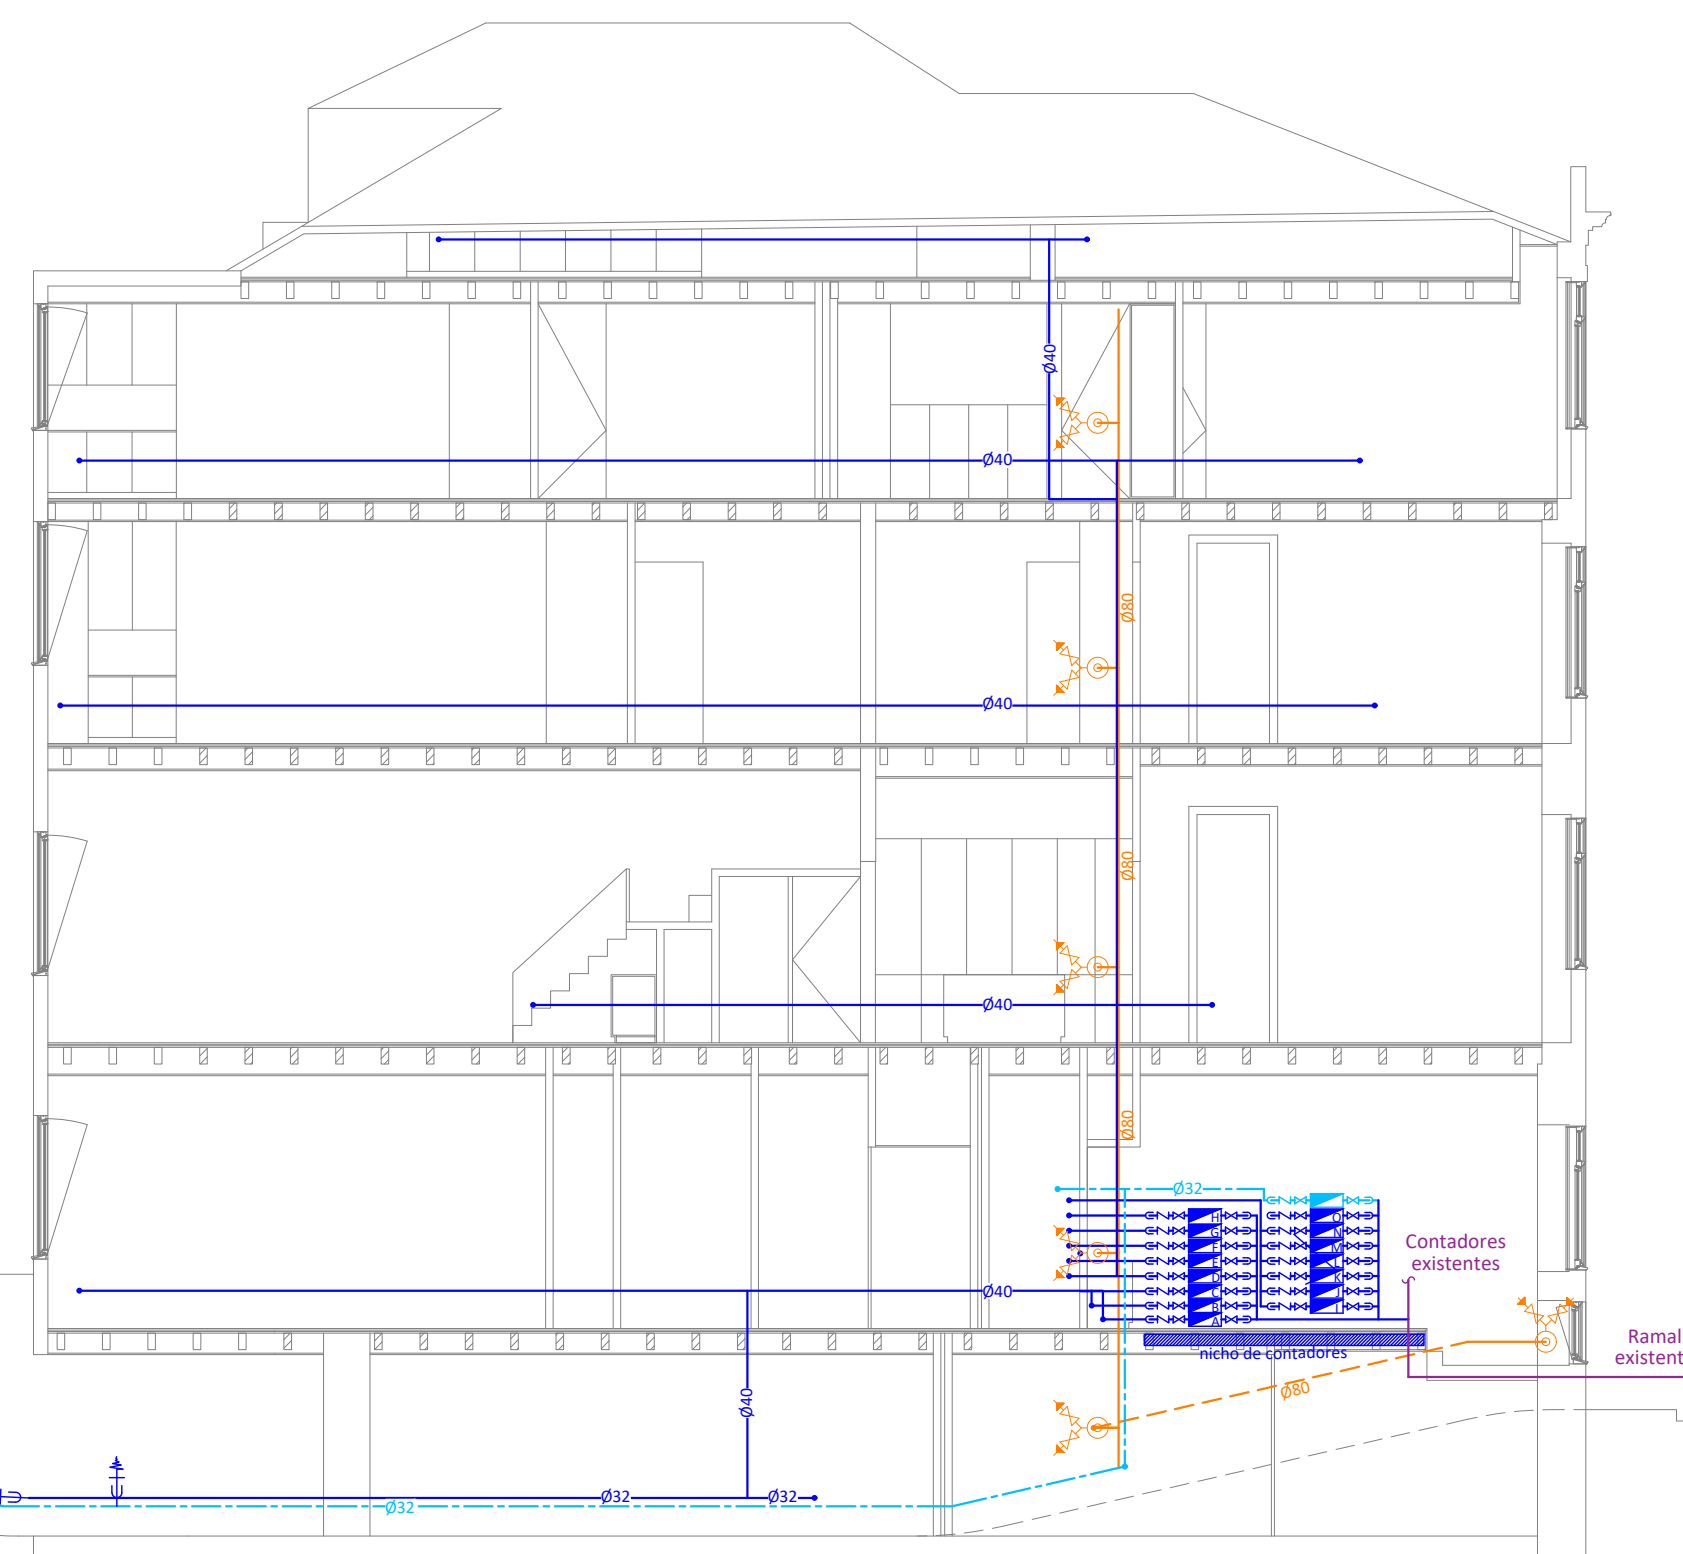 Ø40
Ø40
Ø80
Ø40
Ø80
Ø40
Ø80
Ø32
H
G
F
E
D
C
B
A
O
N
M
L
K
J
I
Contadores
existentes
Ø40
nicho de contadores
Ramal
existent
Ø80
Ø40
Ø32
Ø32
Ø32